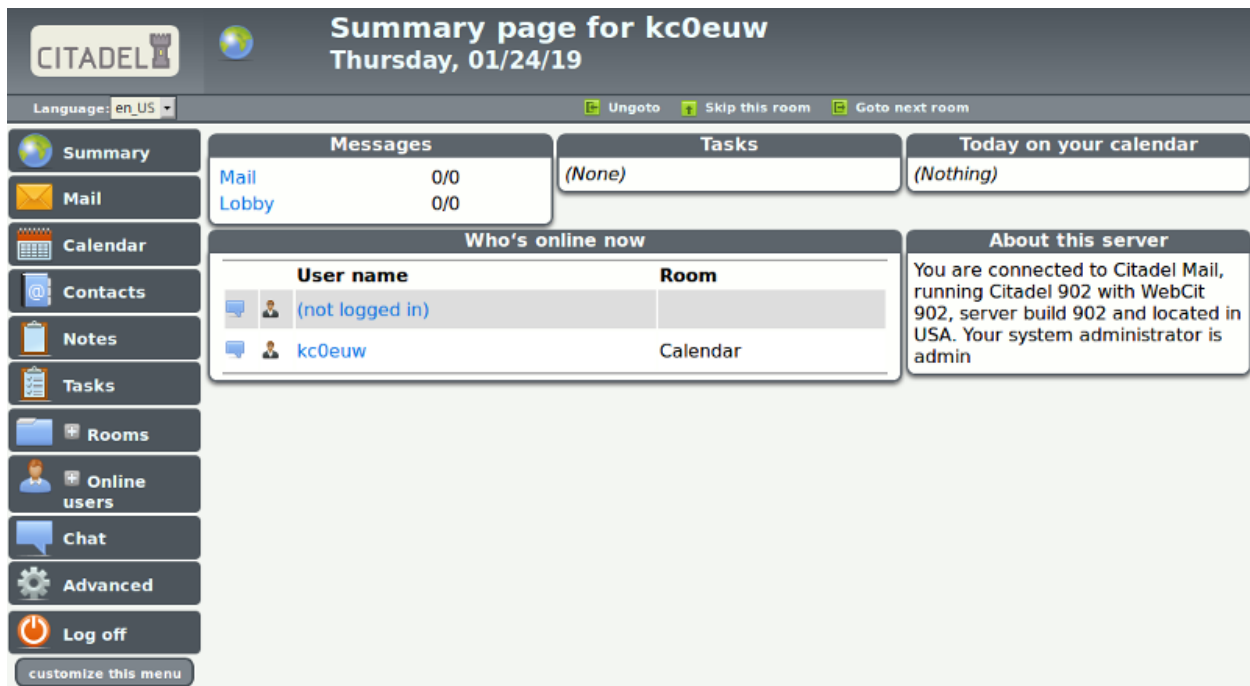 CITADEL
Summary page for kc0euw
Thursday, 01/24/19
Language: en_US
Ungoto Skip this room Goto next room
Summary
Mail
Calendar
Contacts
Notes
Tasks
Rooms
Online
users
Chat
Advanced
Log off
customize this menu
Messages
Mail 0/0
Lobby 0/0
Tasks
(None)
Today on your calendar
(Nothing)
Who's online now
User name Room
(not logged in)
kc0euw Calendar
About this server
You are connected to Citadel Mail,
running Citadel 902 with WebCit
902, server build 902 and located in
USA. Your system administrator is
admin